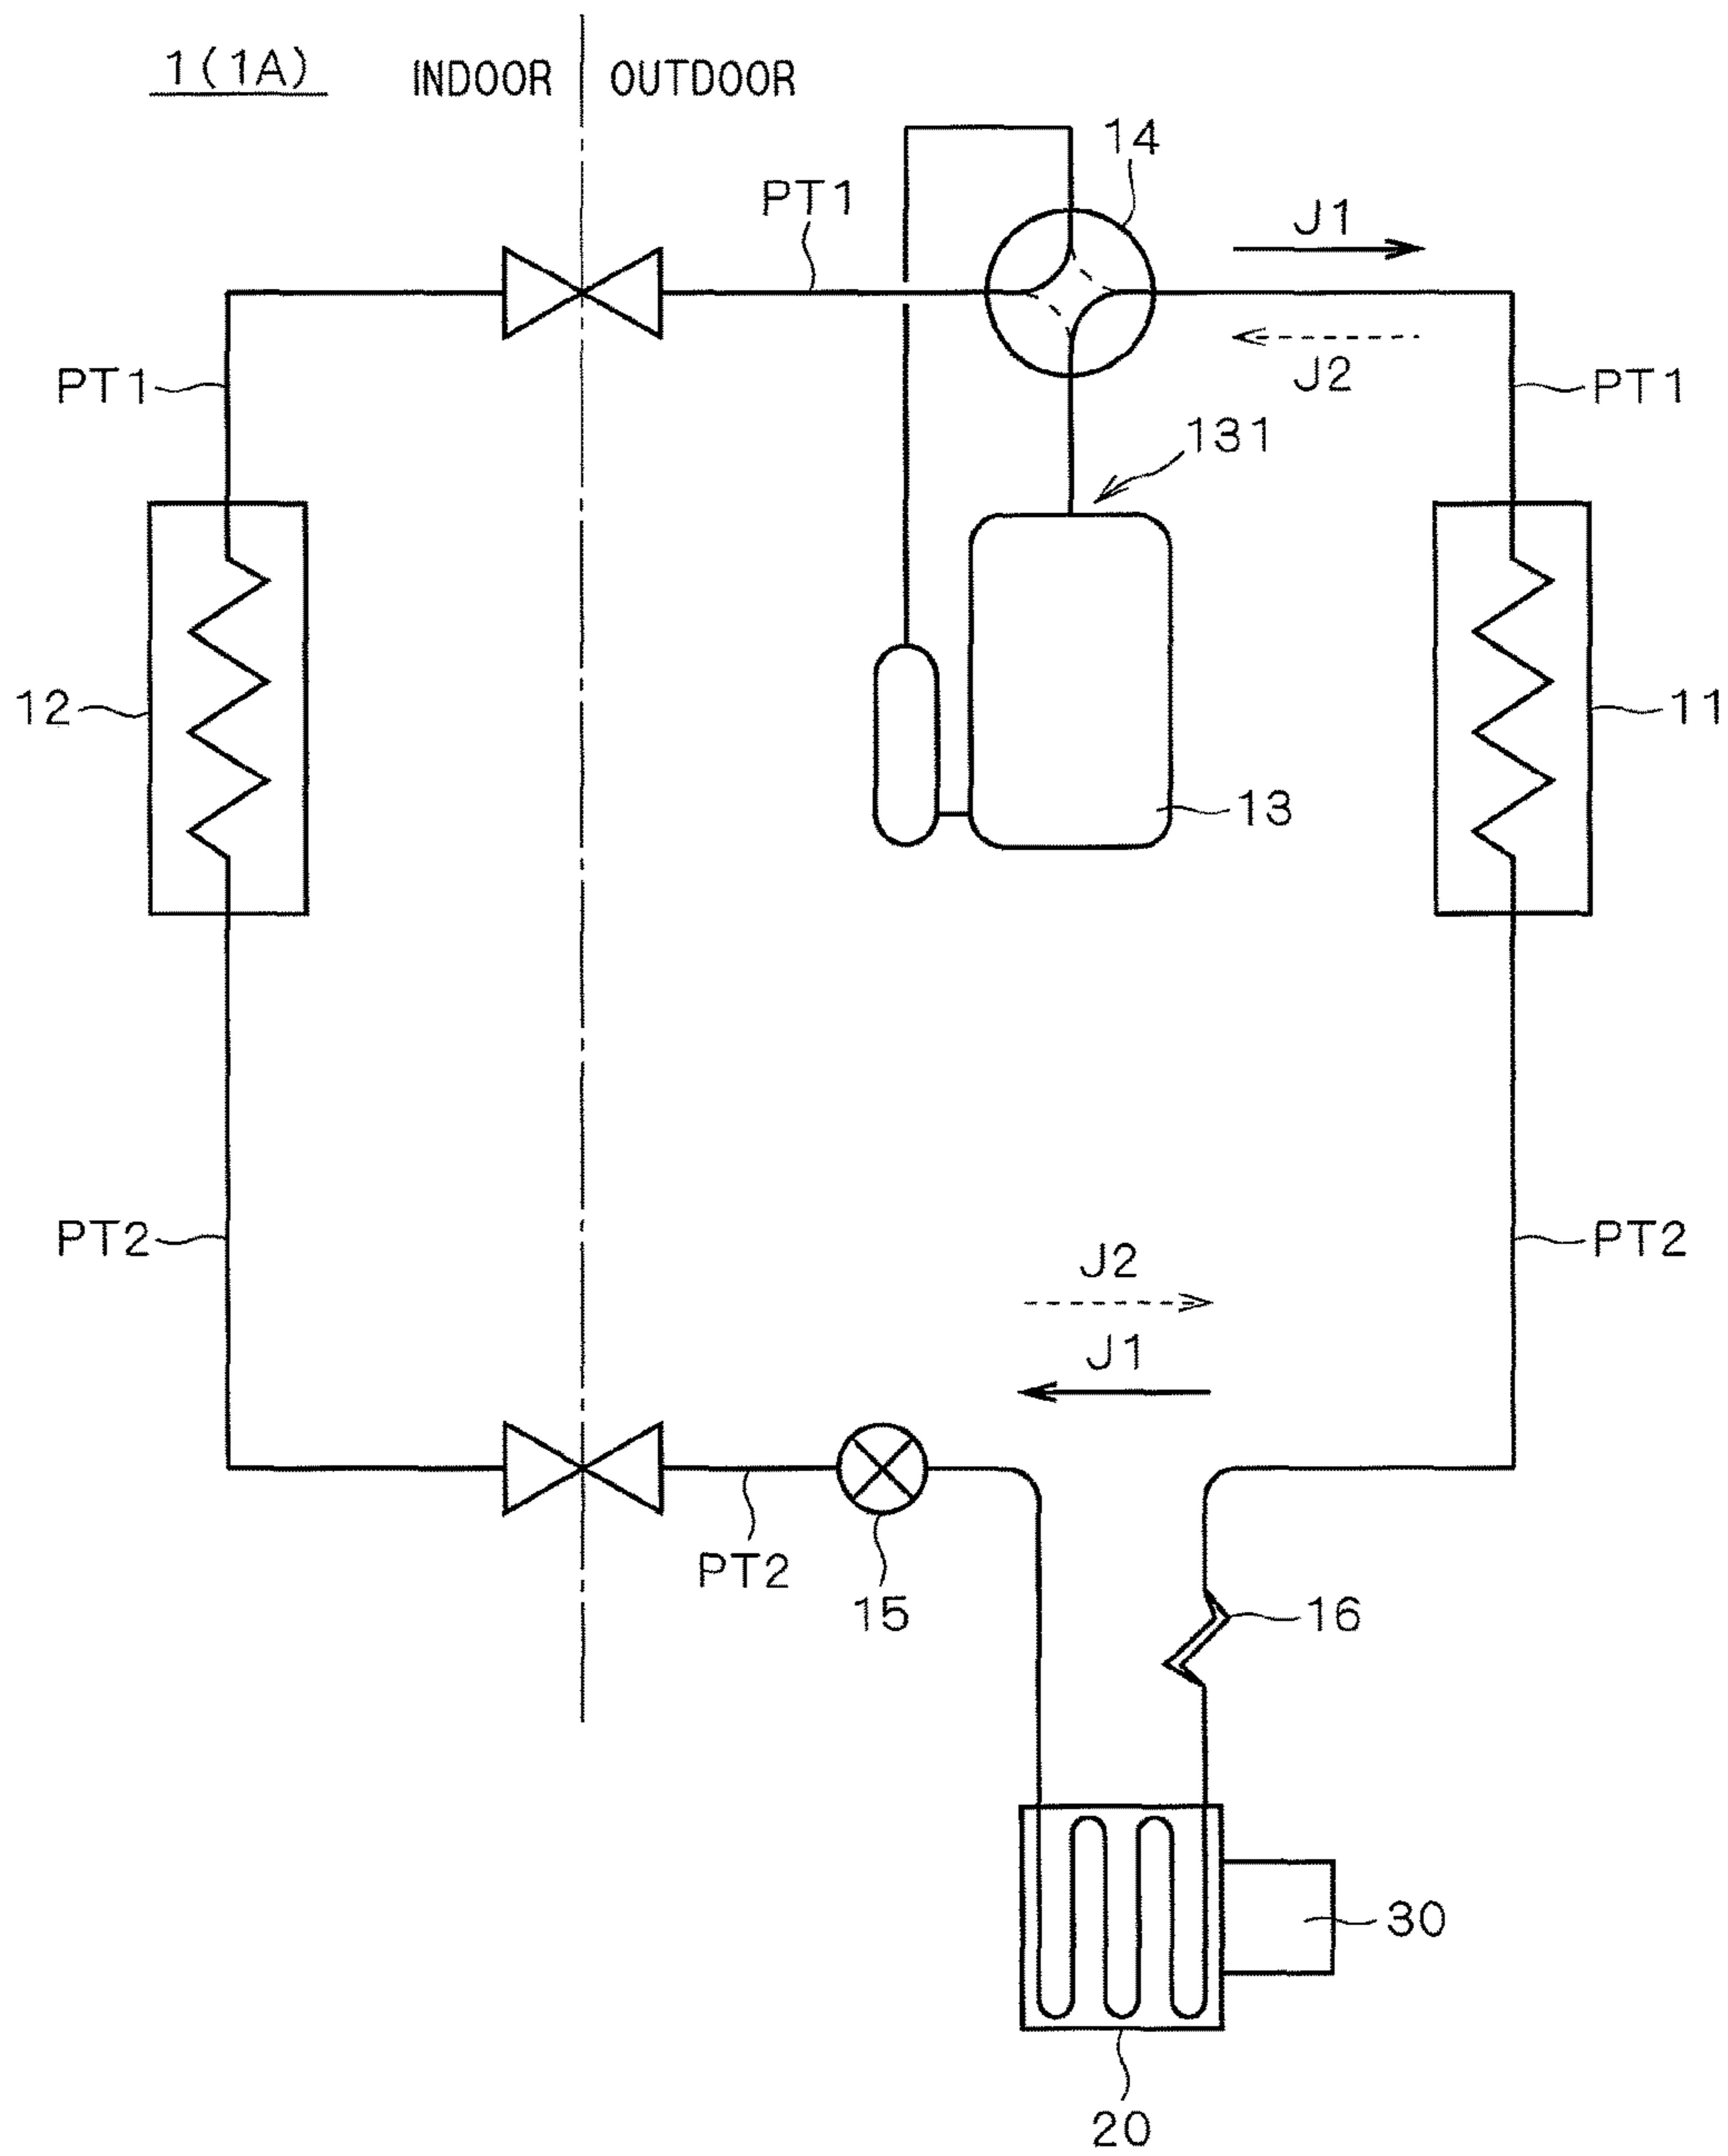 1(1A)
INDOOR
OUTDOOR
14
PT1
J1
J2
PT1
PT1
131
12
11
13
PT2
PT2
J2
J1
PT2
15
16
30
20